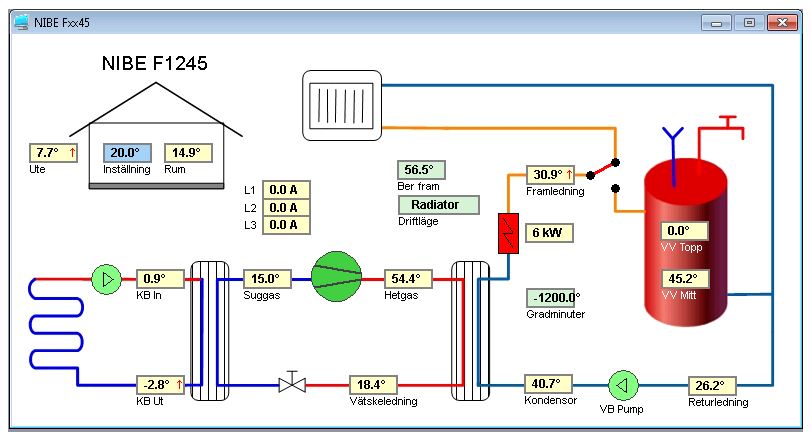 NIBE Fxx45
NIBE F1245
7.7° ↑
Ute
20.0°
Inställning
14.9°
Rum
L1 0.0 A
L2 0.0 A
L3 0.0 A
56.5°
Ber fram
Radiator
Driftläge
30.9° ↑
Framledning
6 kW
0.0°
VV Topp
45.2°
VV Mitt
0.9°
KB In
15.0°
Suggas
54.4°
Hetgas
-1200.0°
Gradminuter
-2.8° ↑
KB Ut
18.4°
Vätskeledning
40.7°
Kondensor
VB Pump
26.2°
Returledning